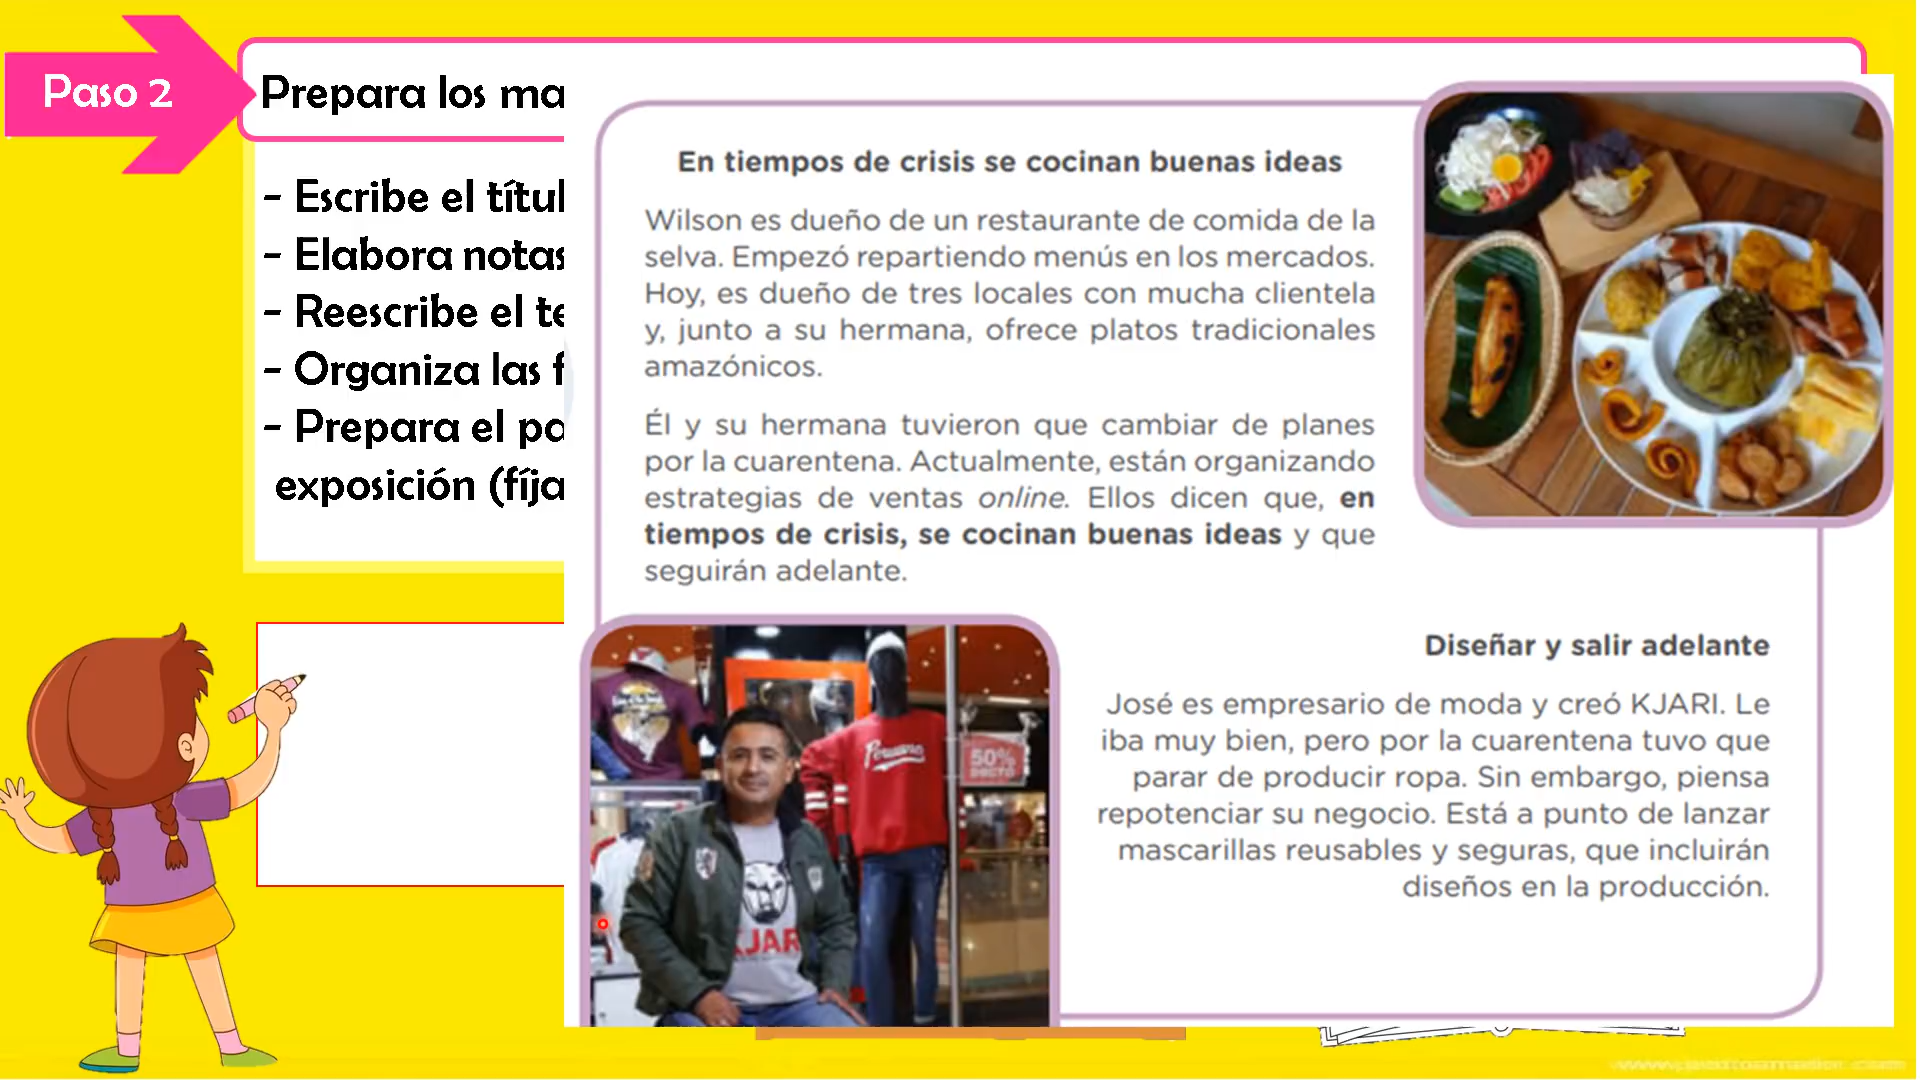 Paso 2
Prepara los ma
- Escribe el títul
- Elabora notas
- Reescribe el te
- Organiza las f
- Prepara el pa
exposición (fíja
En tiempos de crisis se cocinan buenas ideas
Wilson es dueño de un restaurante de comida de la
selva. Empezó repartiendo menús en los mercados.
Hoy, es dueño de tres locales con mucha clientela
y, junto a su hermana, ofrece platos tradicionales
amazónicos.
Él y su hermana tuvieron que cambiar de planes
por la cuarentena. Actualmente, están organizando
estrategias de ventas online. Ellos dicen que, en
tiempos de crisis, se cocinan buenas ideas y que
seguirán adelante.
Diseñar y salir adelante
José es empresario de moda y creó KJARI. Le
iba muy bien, pero por la cuarentena tuvo que
parar de producir ropa. Sin embargo, piensa
repotenciar su negocio. Está a punto de lanzar
mascarillas reusables y seguras, que incluirán
diseños en la producción.
Peruano
50%
DSCTO
KJARI